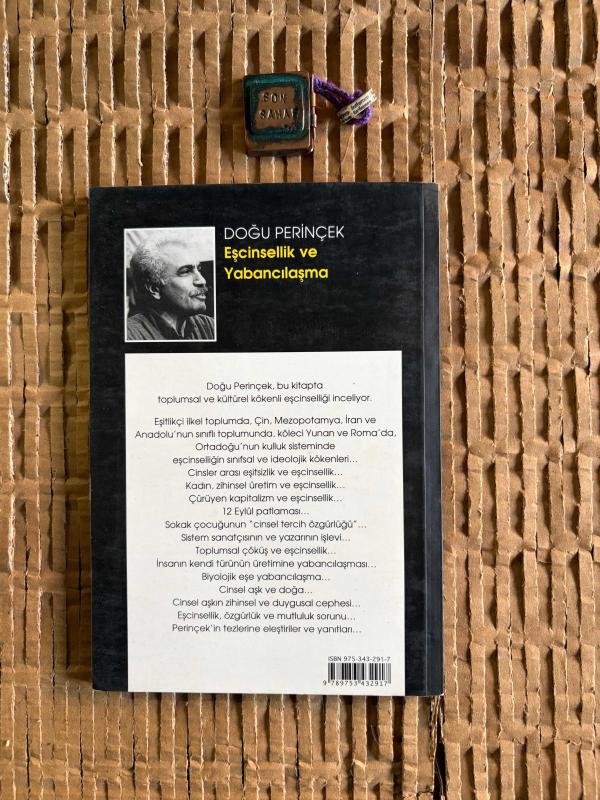 SON
SAHAF
DOĞU PERİNÇEK
Eşcinsellik ve
Yabancılaşma
Doğu Perinçek, bu kitapta
toplumsal ve kültürel kökenli eşcinselliği inceliyor.
Eşitlikçi ilkel toplumda, Çin, Mezopotamya, İran ve
Anadolu'nun sınıflı toplumunda, köleci Yunan ve Roma'da,
Ortadoğu'nun kulluk sisteminde
eşcinselliğin sınıfsal ve ideolojik kökenleri...
Cinsler arası eşitsizlik ve eşcinsellik...
Kadın, zihinsel üretim ve eşcinsellik...
Çürüyen kapitalizm ve eşcinsellik...
12 Eylül patlaması...
Sokak çocuğunun "cinsel tercih özgürlüğü"...
Sistem sanatçısının ve yazarının işlevi...
Toplumsal çöküş ve eşcinsellik...
İnsanın kendi türünün üretimine yabancılaşması...
Biyolojik eşe yabancılaşma...
Cinsel aşk ve doğa...
Cinsel aşkın zihinsel ve duygusal cephesi...
Eşcinsellik, özgürlük ve mutluluk sorunu...
Perinçek'in tezlerine eleştiriler ve yanıtları...
ISBN 975-343-291-7
9 789753 432917